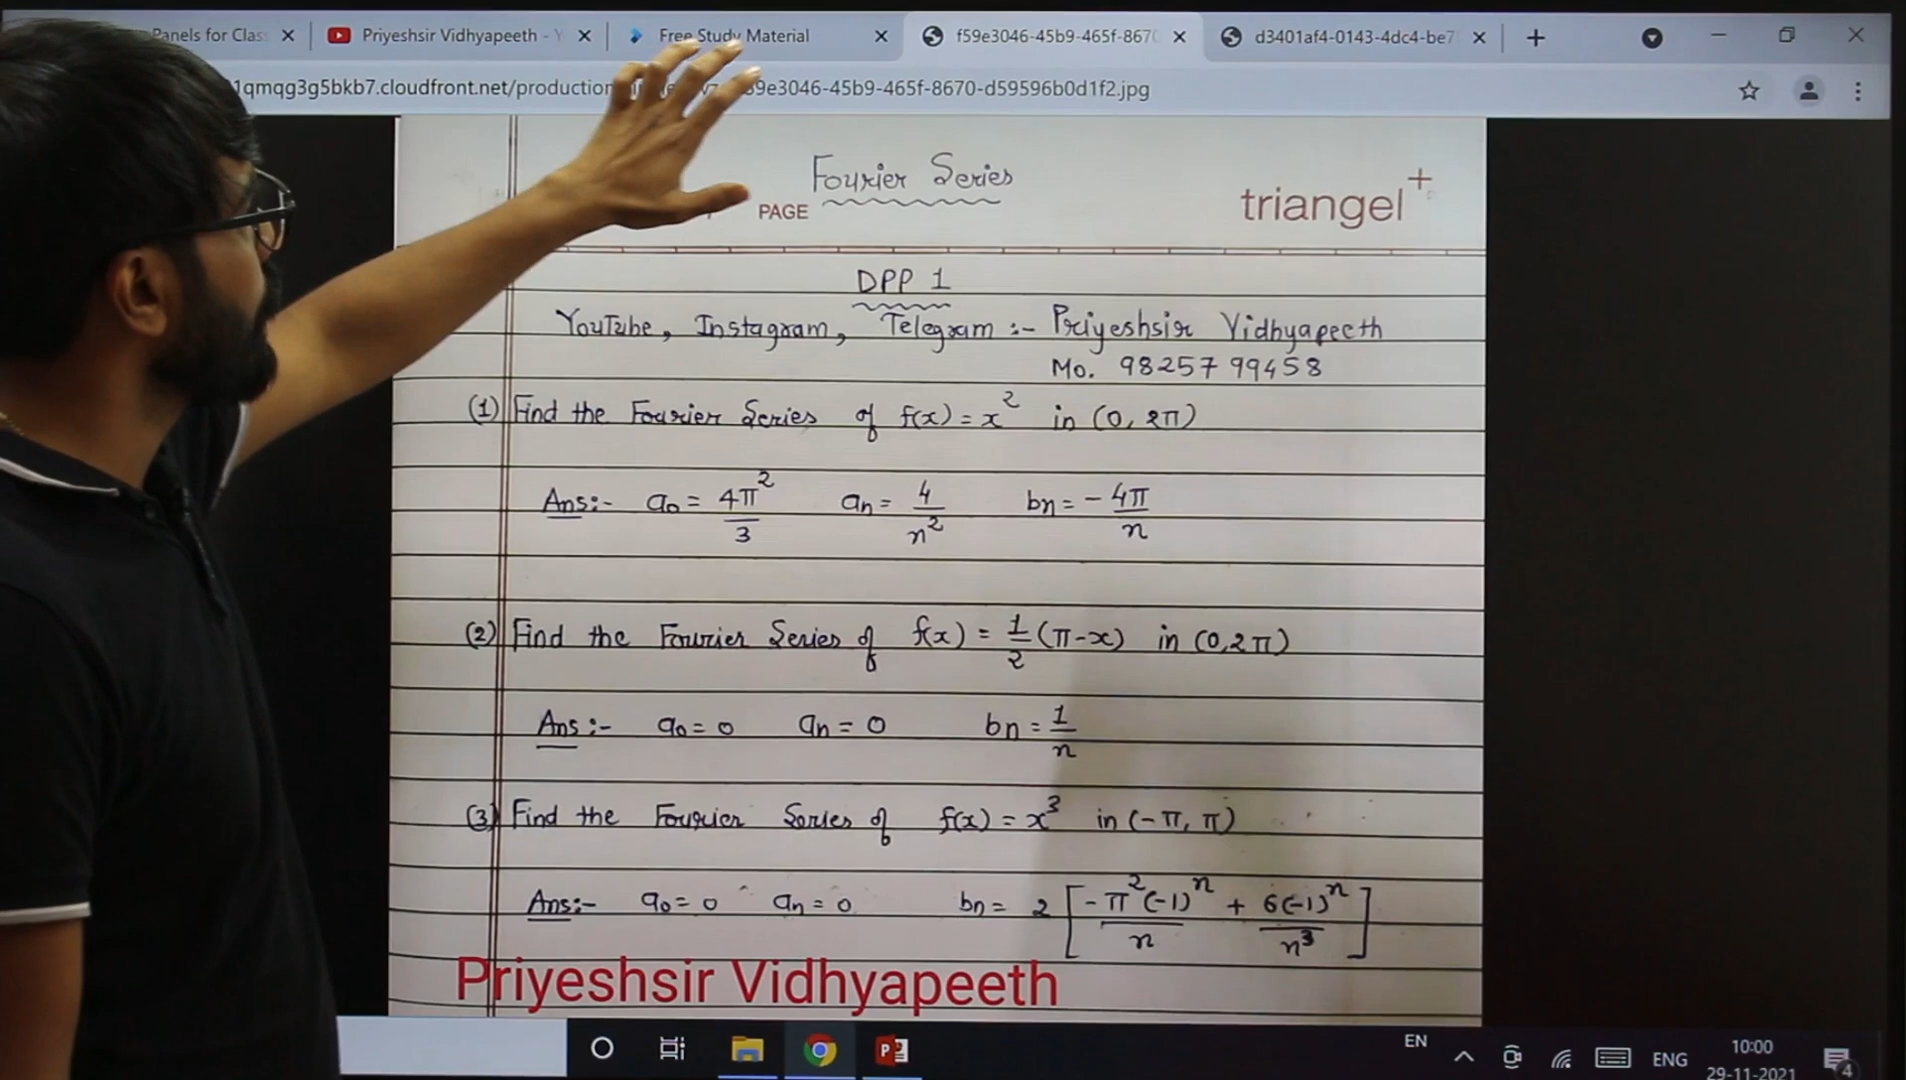 Panels for Clas
Priyeshsir Vidhyapeeth - Y
Free Study Material
f59e3046-45b9-465f-867
d3401af4-0143-4dc4-be7
1qmqg3g5bkb7.cloudfront.net/production
9e3046-45b9-465f-8670-d59596b0d1f2.jpg
Fourier Series
PAGE
triangel+
DPP 1
YouTube, Instagram, Telegram :- Priyeshsir Vidhyapeeth
Mo. 98257 99458
(1) Find the Fourier Series of f(x) = x² in (0, 2π)
Ans:- a₀ = 4π²/3 aₙ = 4/n² bₙ = -4π/n
(2) Find the Fourier Series of f(x) = 1/2 (π-x) in (0,2π)
Ans:- a₀ = 0 aₙ = 0 bₙ = 1/n
(3) Find the Fourier Series of f(x) = x³ in (-π, π)
Ans:- a₀ = 0 aₙ = 0 bₙ = 2 [-π²(-1)ⁿ/n + 6(-1)ⁿ/n³]
Priyeshsir Vidhyapeeth
EN
ENG
10:00
29-11-2021
4